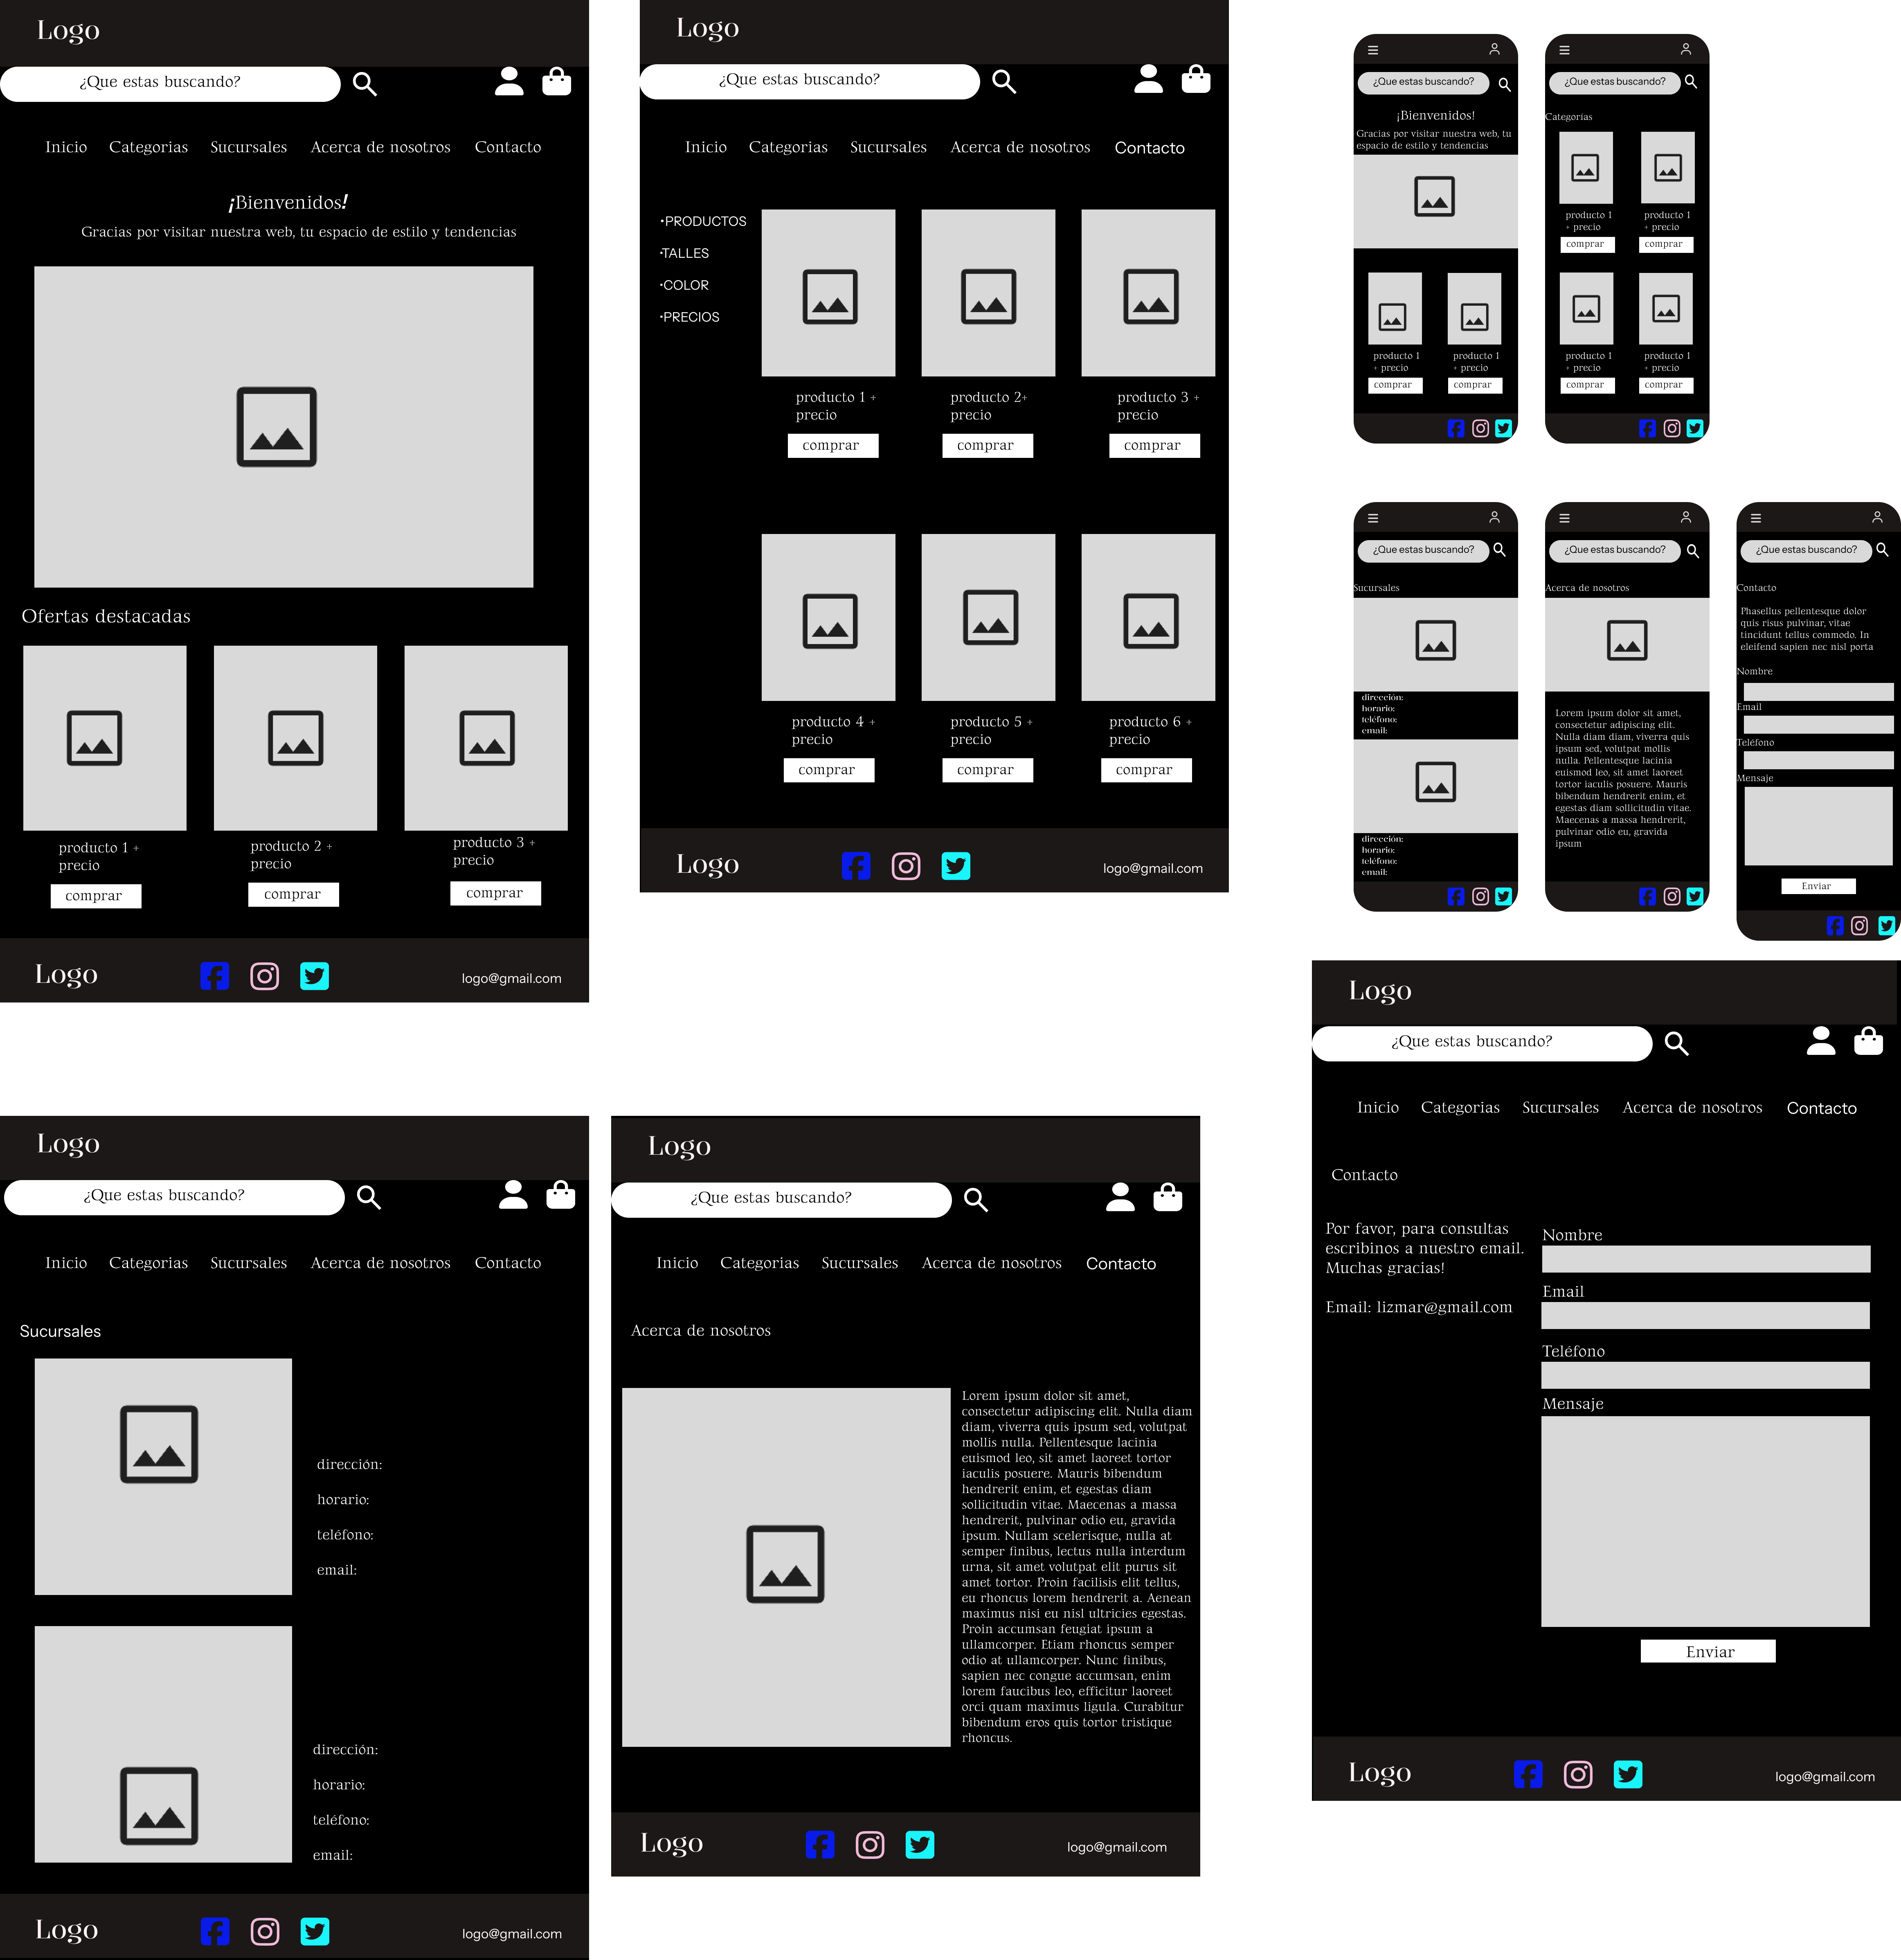 Logo
¿Que estas buscando?
Inicio Categorias Sucursales Acerca de nosotros Contacto
¡Bienvenidos!
Gracias por visitar nuestra web, tu espacio de estilo y tendencias
Ofertas destacadas
producto 1 +
precio
comprar
producto 2 +
precio
comprar
producto 3 +
precio
comprar
Logo
logo@gmail.com
Logo
¿Que estas buscando?
Inicio Categorias Sucursales Acerca de nosotros Contacto
•PRODUCTOS
•TALLES
•COLOR
•PRECIOS
producto 1 +
precio
comprar
producto 2+
precio
comprar
producto 3 +
precio
comprar
producto 4 +
precio
comprar
producto 5 +
precio
comprar
producto 6 +
precio
comprar
Logo
logo@gmail.com
¿Que estas buscando?
¡Bienvenidos!
Gracias por visitar nuestra web, tu
espacio de estilo y tendencias
producto 1
+ precio
comprar
producto 1
+ precio
comprar
¿Que estas buscando?
Categorías
producto 1
+ precio
comprar
producto 1
+ precio
comprar
producto 1
+ precio
comprar
producto 1
+ precio
comprar
¿Que estas buscando?
Sucursales
dirección:
horario:
teléfono:
email:
dirección:
horario:
teléfono:
email:
¿Que estas buscando?
Acerca de nosotros
Lorem ipsum dolor sit amet,
consectetur adipiscing elit.
Nulla diam diam, viverra quis
ipsum sed, volutpat mollis
nulla. Pellentesque lacinia
euismod leo, sit amet laoreet
tortor iaculis posuere. Mauris
bibendum hendrerit enim, et
egestas diam sollicitudin vitae.
Maecenas a massa hendrerit,
pulvinar odio eu, gravida
ipsum
¿Que estas buscando?
Contacto
Phasellus pellentesque dolor
quis risus pulvinar, vitae
tincidunt tellus commodo. In
eleifend sapien nec nisl porta
Nombre
Email
Teléfono
Mensaje
Enviar
Logo
¿Que estas buscando?
Inicio Categorias Sucursales Acerca de nosotros Contacto
Contacto
Por favor, para consultas
escribinos a nuestro email.
Muchas gracias!
Email: lizmar@gmail.com
Nombre
Email
Teléfono
Mensaje
Enviar
Logo
logo@gmail.com
Logo
¿Que estas buscando?
Inicio Categorias Sucursales Acerca de nosotros Contacto
Sucursales
dirección:
horario:
teléfono:
email:
dirección:
horario:
teléfono:
email:
Logo
logo@gmail.com
Logo
¿Que estas buscando?
Inicio Categorias Sucursales Acerca de nosotros Contacto
Acerca de nosotros
Lorem ipsum dolor sit amet,
consectetur adipiscing elit. Nulla diam
diam, viverra quis ipsum sed, volutpat
mollis nulla. Pellentesque lacinia
euismod leo, sit amet laoreet tortor
iaculis posuere. Mauris bibendum
hendrerit enim, et egestas diam
sollicitudin vitae. Maecenas a massa
hendrerit, pulvinar odio eu, gravida
ipsum. Nullam scelerisque, nulla at
semper finibus, lectus nulla interdum
urna, sit amet volutpat elit purus sit
amet tortor. Proin facilisis elit tellus,
eu rhoncus lorem hendrerit a. Aenean
maximus nisi eu nisl ultricies egestas.
Proin accumsan feugiat ipsum a
ullamcorper. Etiam rhoncus semper
odio at ullamcorper. Nunc finibus,
sapien nec congue accumsan, enim
lorem faucibus leo, efficitur laoreet
orci quam maximus ligula. Curabitur
bibendum eros quis tortor tristique
rhoncus.
Logo
logo@gmail.com